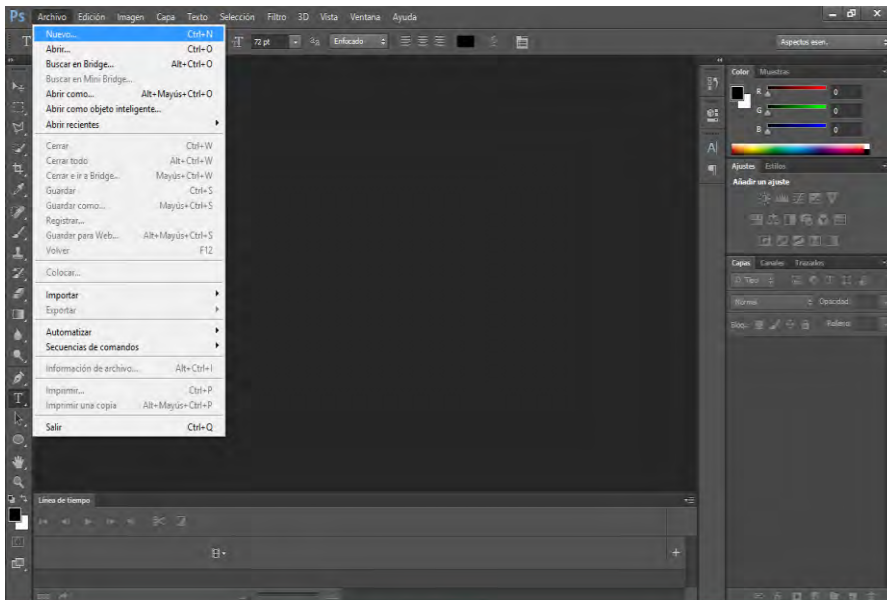 Ps Archivo Edición Imagen Capa Texto Selección Filtro 3D Vista Ventana Ayuda
T 72 pt aa Enfocado Aspectos esen.
Nuevo... Ctrl+N
Abrir... Ctrl+O
Buscar en Bridge... Alt+Ctrl+O
Buscar en Mini Bridge...
Abrir como... Alt+Mayús+Ctrl+O
Abrir como objeto inteligente...
Abrir recientes
Cerrar Ctrl+W
Cerrar todo Alt+Ctrl+W
Cerrar e ir a Bridge... Mayús+Ctrl+W
Guardar Ctrl+S
Guardar como... Mayús+Ctrl+S
Registrar...
Guardar para Web... Alt+Mayús+Ctrl+S
Volver F12
Colocar...
Importar
Exportar
Automatizar
Secuencias de comandos
Información de archivo... Alt+Ctrl+I
Imprimir... Ctrl+P
Imprimir una copia Alt+Mayús+Ctrl+P
Salir Ctrl+Q
Color Muestras
R 0
G 0
B 0
Ajustes Estilos
Añadir un ajuste
Capas Canales Trazados
Tipo
Normal Opacidad:
Bloq.: Relleno:
Línea de tiempo